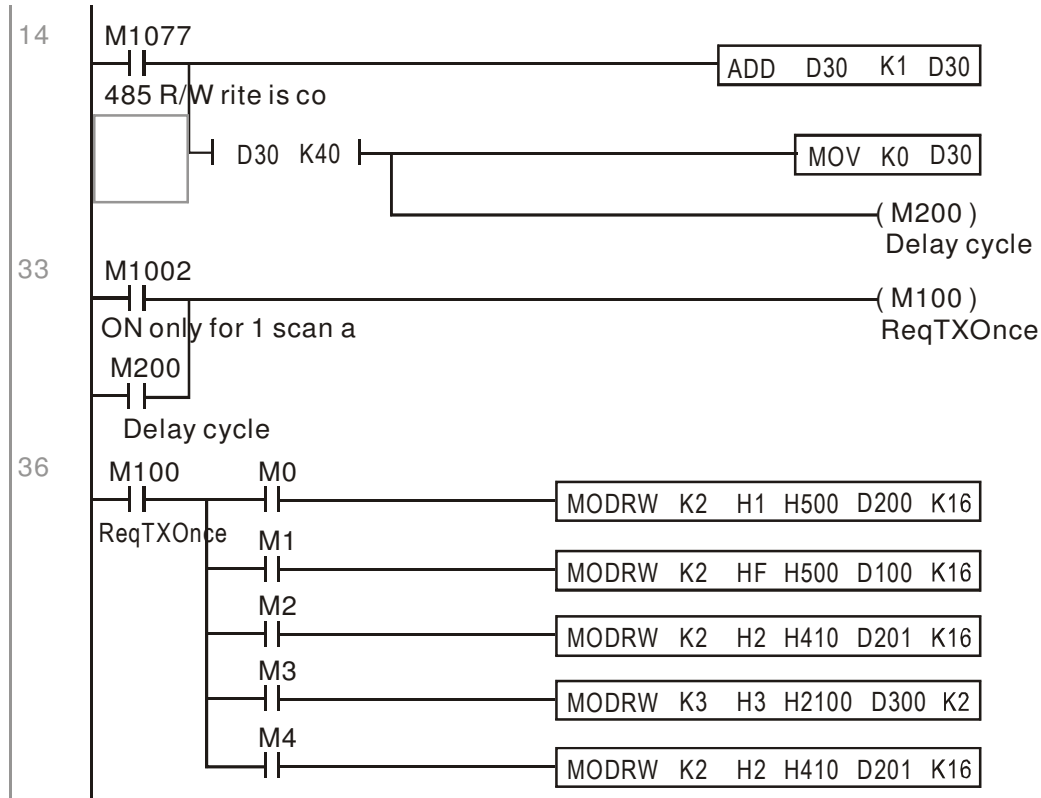 14
M1077
ADD D30 K1 D30
485 R/W rite is co
D30 K40
MOV K0 D30
( M200 )
Delay cycle
33
M1002
( M100 )
ON only for 1 scan a
ReqTXOnce
M200
Delay cycle
36
M100
M0
MODRW K2 H1 H500 D200 K16
ReqTXOnce
M1
MODRW K2 HF H500 D100 K16
M2
MODRW K2 H2 H410 D201 K16
M3
MODRW K3 H3 H2100 D300 K2
M4
MODRW K2 H2 H410 D201 K16